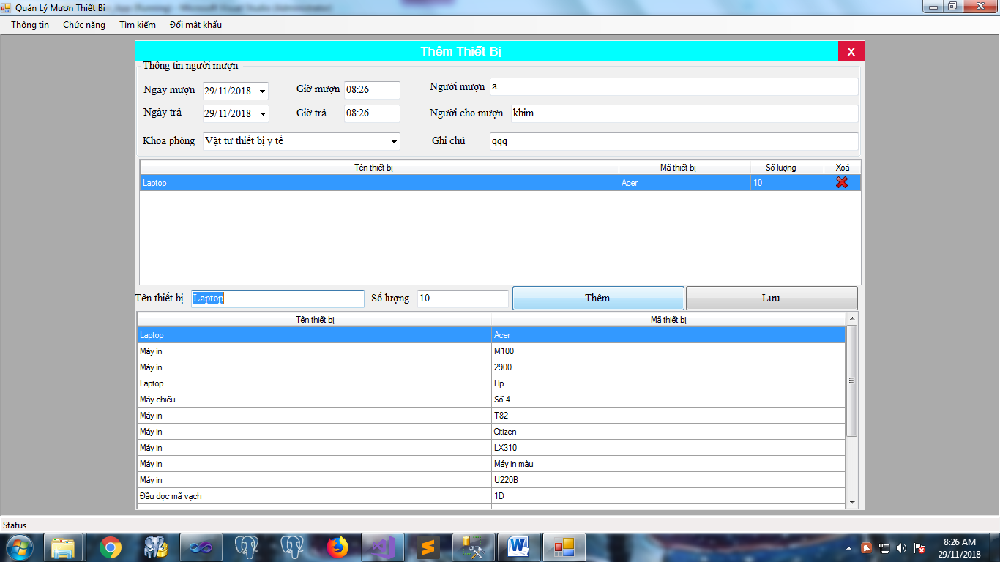 Quản Lý Mượn Thiết Bị
Thông tin Chức năng Tìm kiếm Đổi mật khẩu
Thêm Thiết Bị x
Thông tin người mượn
Ngày mượn 29/11/2018 Giờ mượn 08:26 Người mượn a
Ngày trả 29/11/2018 Giờ trả 08:26 Người cho mượn khim
Khoa phòng Vật tư thiết bị y tế Ghi chú qqq
Tên thiết bị Mã thiết bị Số lượng Xoá
Laptop Acer 10
Tên thiết bị Laptop Số lượng 10 Thêm Lưu
Tên thiết bị Mã thiết bị
Laptop Acer
Máy in M100
Máy in 2900
Laptop Hp
Máy chiếu Số 4
Máy in T82
Máy in Citizen
Máy in LX310
Máy in Máy in màu
Máy in U220B
Đầu dọc mã vạch 1D
Status
8:26 AM
29/11/2018